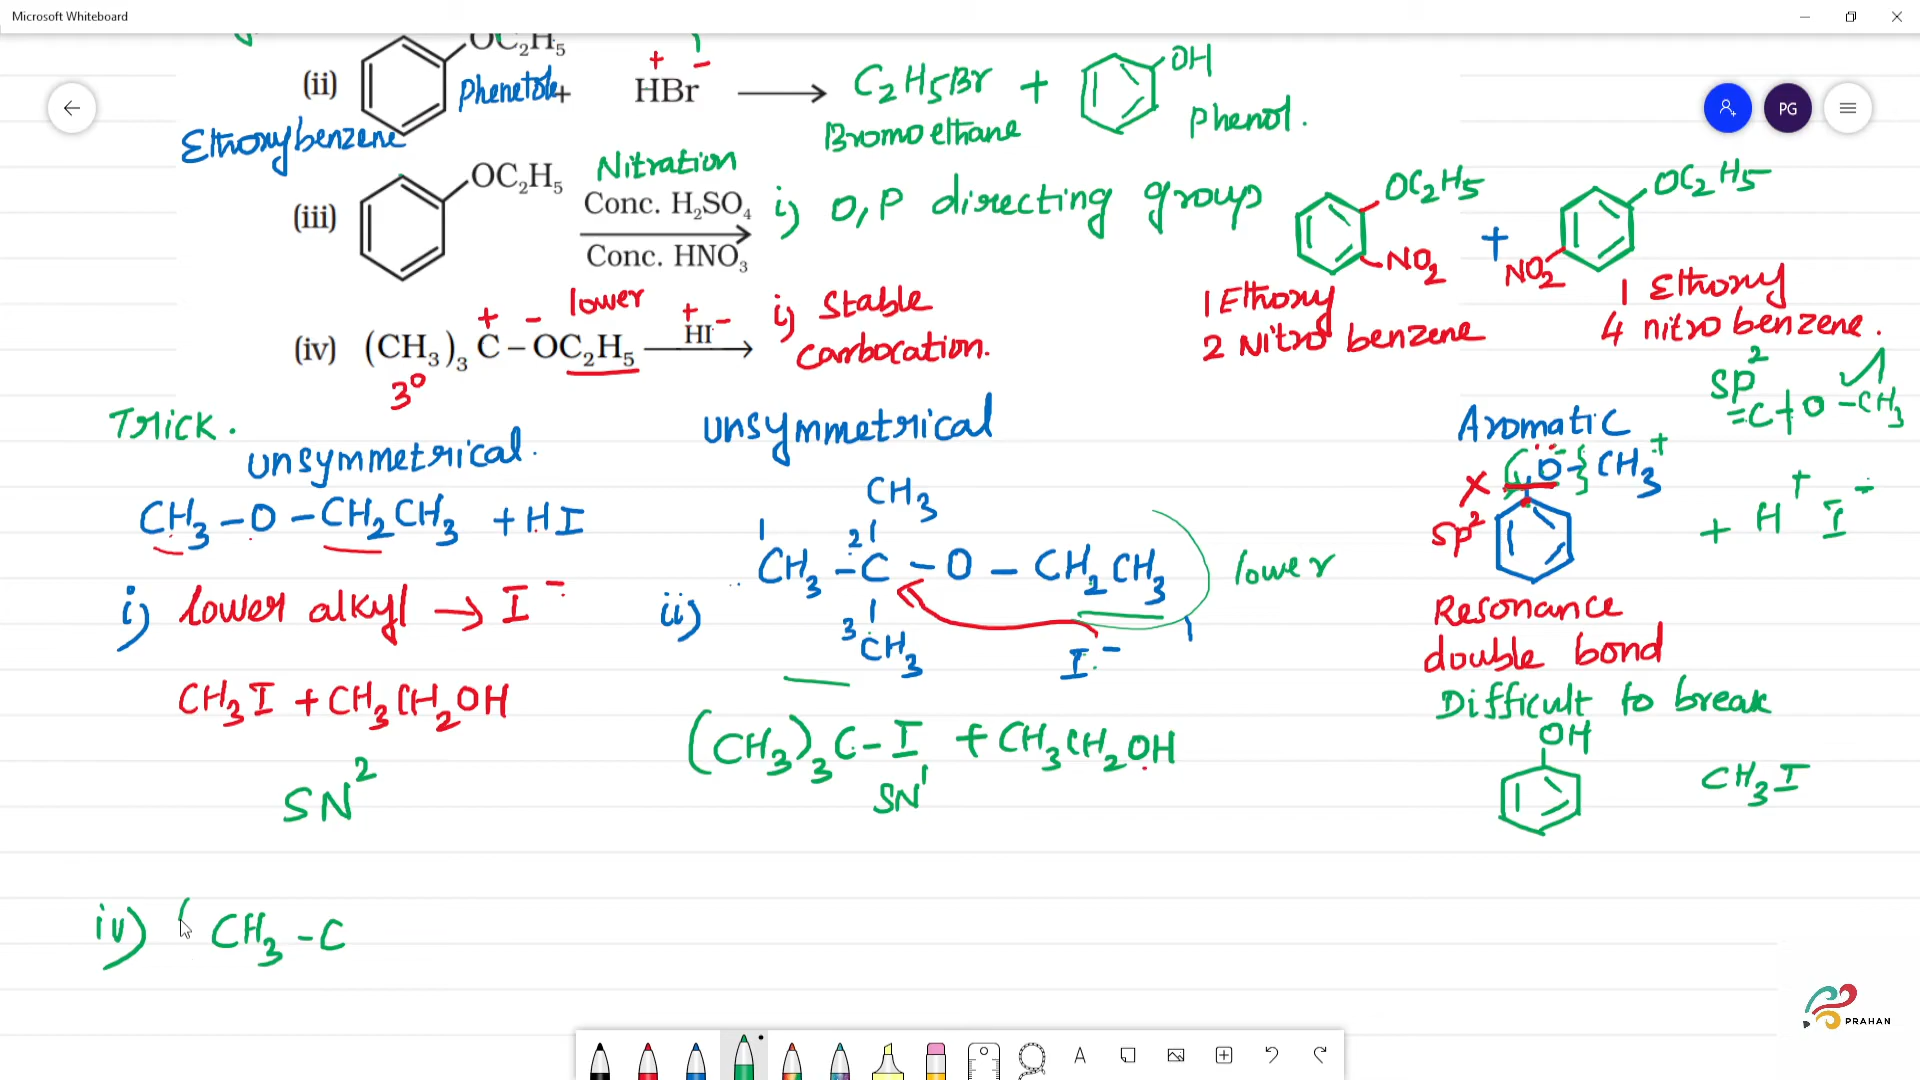 Microsoft Whiteboard
OC2H5
(ii) Phenetole + HBr ⟶ C2H5Br + OH
+ −
PG
Ethoxybenzene
Bromoethane
Phenol.
Nitration
(iii) OC2H5 Conc. H2SO4 i) O, P directing group OC2H5 + OC2H5
Conc. HNO3
NO2 NO2
lower
1 Ethoxy
2 Nitro benzene
1 Ethoxy
4 nitro benzene.
+ − + −
(iv) (CH3)3 C – OC2H5 HI ⟶ i) Stable
carbocation.
3°
Trick.
unsymmetrical.
unsymmetrical
Aromatic
SP2
=C+O-CH3
CH3 – O – CH2CH3 + HI
CH3
1 2
CH3 – C – O – CH2CH3
lower
3 CH3
I −
O – CH3 +
X
SP2
+ H+ I−
i) lower alkyl → I−
ii)
Resonance
double bond
Difficult to break
CH3I + CH3CH2OH
(CH3)3C – I + CH3CH2OH
OH
CH3I
SN2
SN1
iv) ( CH3 – C
PRAHAN
A